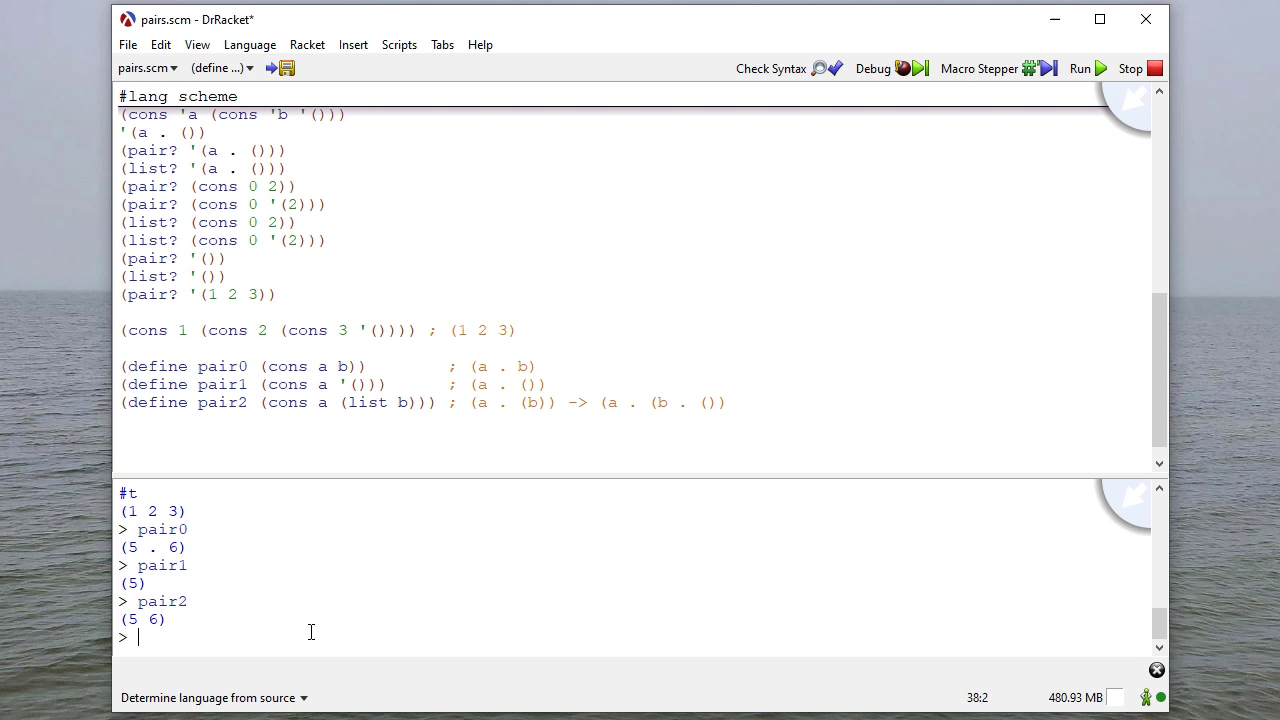 pairs.scm - DrRacket*
File Edit View Language Racket Insert Scripts Tabs Help
pairs.scm (define ...) Check Syntax Debug Macro Stepper Run Stop
#lang scheme
(cons 'a (cons 'b '()))
'(a . ())
(pair? '(a . ()))
(list? '(a . ()))
(pair? (cons 0 2))
(pair? (cons 0 '(2)))
(list? (cons 0 2))
(list? (cons 0 '(2)))
(pair? '())
(list? '())
(pair? '(1 2 3))
(cons 1 (cons 2 (cons 3 '()))) ; (1 2 3)
(define pair0 (cons a b)) ; (a . b)
(define pair1 (cons a '())) ; (a . ())
(define pair2 (cons a (list b))) ; (a . (b)) -> (a . (b . ())
#t
(1 2 3)
> pair0
(5 . 6)
> pair1
(5)
> pair2
(5 6)
>
Determine language from source 38:2 480.93 MB